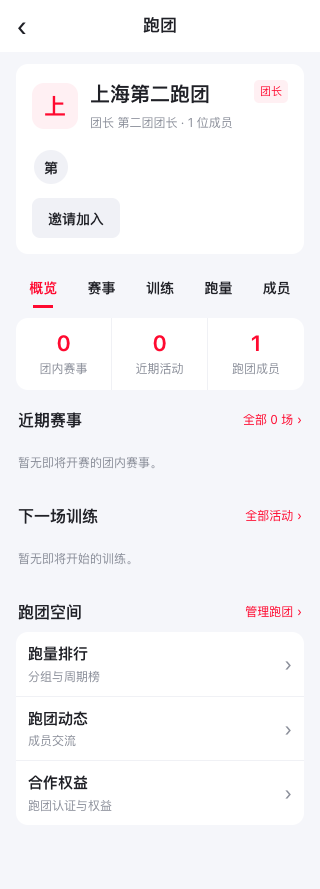 跑团
上
上海第二跑团
团长
团长 第二团团长 · 1 位成员
第
邀请加入
概览 赛事 训练 跑量 成员
0 0 1
团内赛事 近期活动 跑团成员
近期赛事 全部 0 场 ›
暂无即将开赛的团内赛事。
下一场训练 全部活动 ›
暂无即将开始的训练。
跑团空间 管理跑团 ›
跑量排行
分组与周期榜
跑团动态
成员交流
合作权益
跑团认证与权益